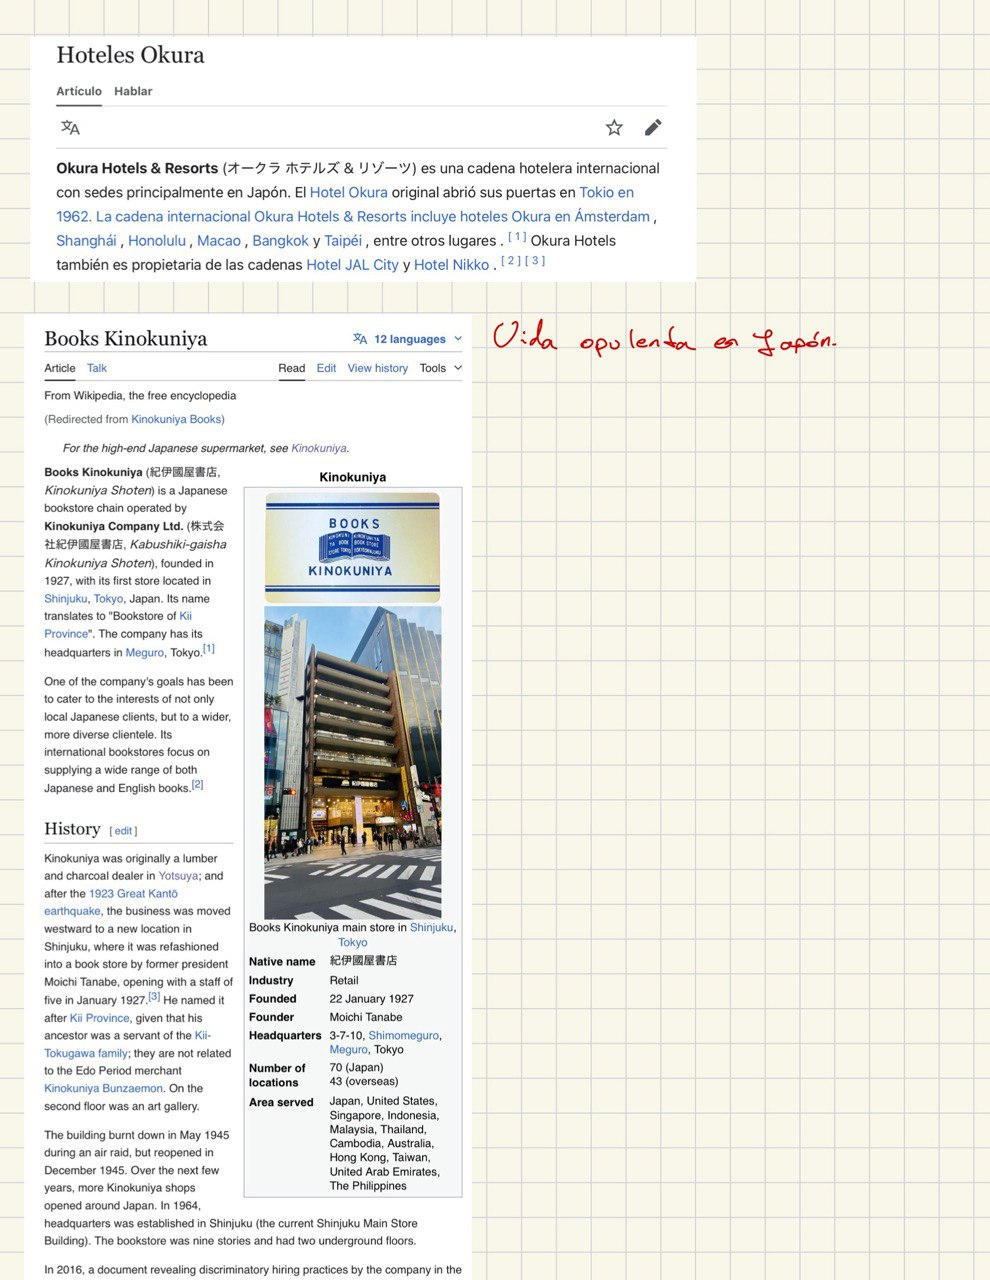 Hoteles Okura
Artículo Hablar
Okura Hotels & Resorts (オークラ ホテルズ & リゾーツ) es una cadena hotelera internacional
con sedes principalmente en Japón. El Hotel Okura original abrió sus puertas en Tokio en
1962. La cadena internacional Okura Hotels & Resorts incluye hoteles Okura en Ámsterdam ,
Shanghái , Honolulu , Macao , Bangkok y Taipéi , entre otros lugares . [ 1 ] Okura Hotels
también es propietaria de las cadenas Hotel JAL City y Hotel Nikko . [ 2 ] [ 3 ]
Vida opulenta en Japón.
Books Kinokuniya 12 languages
Article Talk Read Edit View history Tools
From Wikipedia, the free encyclopedia
(Redirected from Kinokuniya Books)
For the high-end Japanese supermarket, see Kinokuniya.
Books Kinokuniya (紀伊國屋書店,
Kinokuniya Shoten) is a Japanese
bookstore chain operated by
Kinokuniya Company Ltd. (株式会
社紀伊國屋書店, Kabushiki-gaisha
Kinokuniya Shoten), founded in
1927, with its first store located in
Shinjuku, Tokyo, Japan. Its name
translates to "Bookstore of Kii
Province". The company has its
headquarters in Meguro, Tokyo.[1]
One of the company's goals has been
to cater to the interests of not only
local Japanese clients, but to a wider,
more diverse clientele. Its
international bookstores focus on
supplying a wide range of both
Japanese and English books.[2]
History [ edit ]
Kinokuniya was originally a lumber
and charcoal dealer in Yotsuya; and
after the 1923 Great Kantō
earthquake, the business was moved
westward to a new location in
Shinjuku, where it was refashioned
into a book store by former president
Moichi Tanabe, opening with a staff of
five in January 1927.[3] He named it
after Kii Province, given that his
ancestor was a servant of the Kii-
Tokugawa family; they are not related
to the Edo Period merchant
Kinokuniya Bunzaemon. On the
second floor was an art gallery.
The building burnt down in May 1945
during an air raid, but reopened in
December 1945. Over the next few
years, more Kinokuniya shops
opened around Japan. In 1964,
headquarters was established in Shinjuku (the current Shinjuku Main Store
Building). The bookstore was nine stories and had two underground floors.
In 2016, a document revealing discriminatory hiring practices by the company in the
Kinokuniya
BOOKS
KINOKUNIYA
紀伊國屋書店
Books Kinokuniya main store in Shinjuku,
Tokyo
Native name 紀伊國屋書店
Industry Retail
Founded 22 January 1927
Founder Moichi Tanabe
Headquarters 3-7-10, Shimomeguro,
Meguro, Tokyo
Number of 70 (Japan)
locations 43 (overseas)
Area served Japan, United States,
Singapore, Indonesia,
Malaysia, Thailand,
Cambodia, Australia,
Hong Kong, Taiwan,
United Arab Emirates,
The Philippines